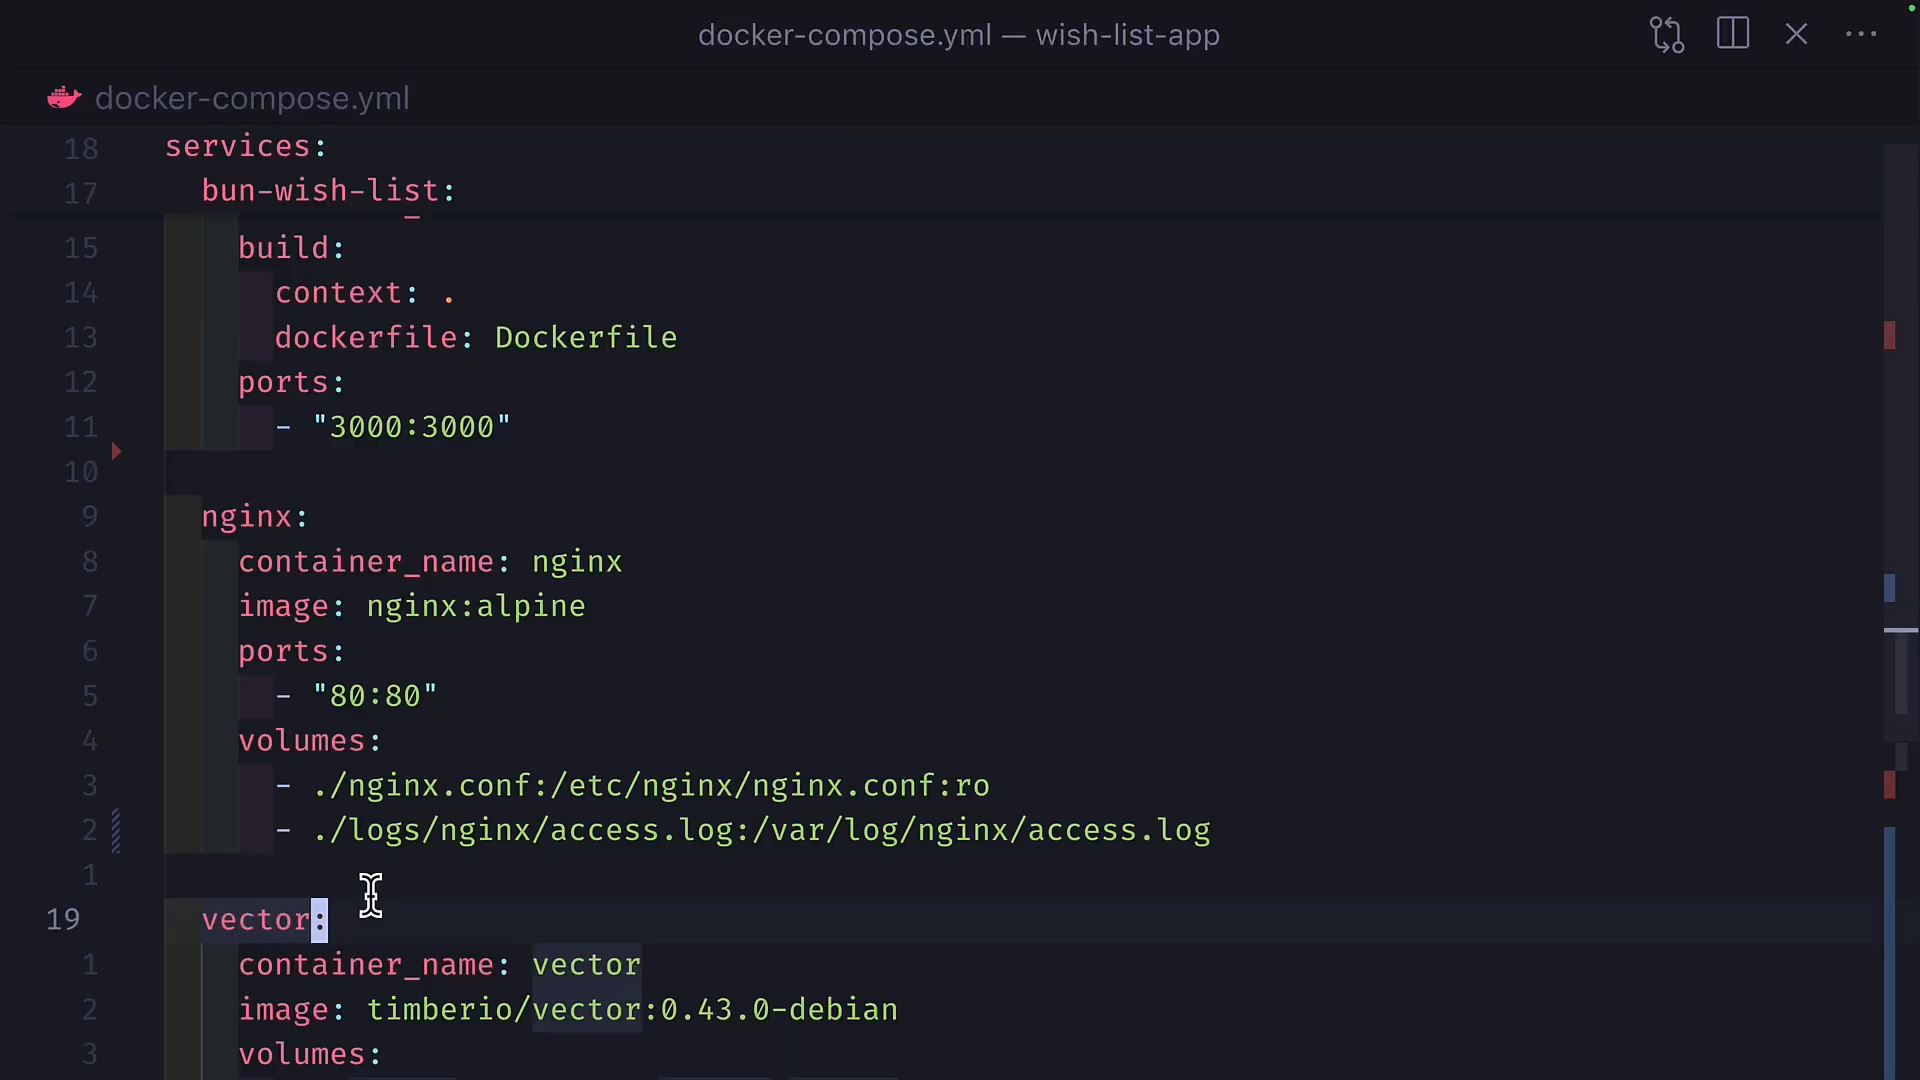 docker-compose.yml — wish-list-app
docker-compose.yml
18 services:
17 bun-wish-list:
15 build:
14 context: .
13 dockerfile: Dockerfile
12 ports:
11 - "3000:3000"
10
9 nginx:
8 container_name: nginx
7 image: nginx:alpine
6 ports:
5 - "80:80"
4 volumes:
3 - ./nginx.conf:/etc/nginx/nginx.conf:ro
2 - ./logs/nginx/access.log:/var/log/nginx/access.log
1
19 vector:
1 container_name: vector
2 image: timberio/vector:0.43.0-debian
3 volumes: